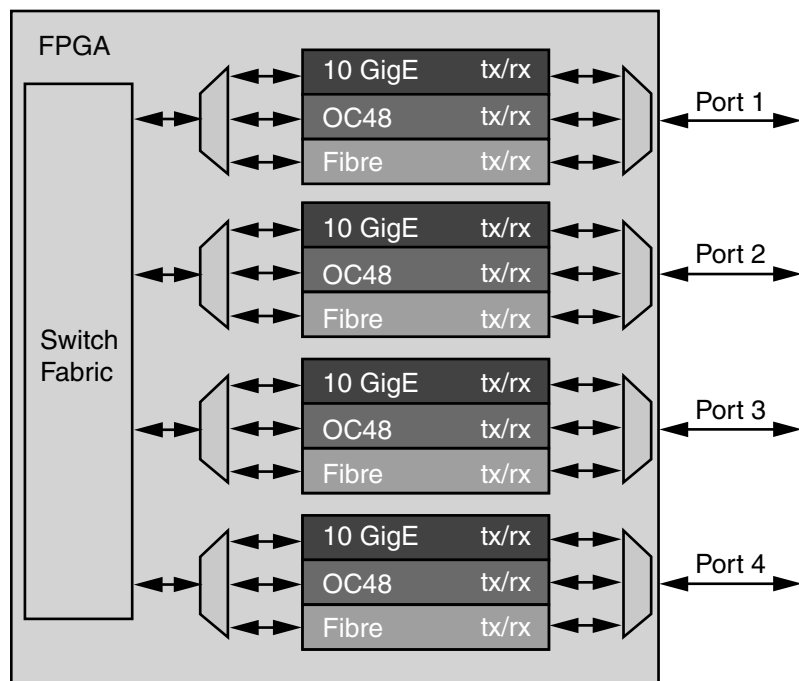 FPGA
Switch
Fabric
10 GigE tx/rx
OC48 tx/rx
Fibre tx/rx
Port 1
10 GigE tx/rx
OC48 tx/rx
Fibre tx/rx
Port 2
10 GigE tx/rx
OC48 tx/rx
Fibre tx/rx
Port 3
10 GigE tx/rx
OC48 tx/rx
Fibre tx/rx
Port 4